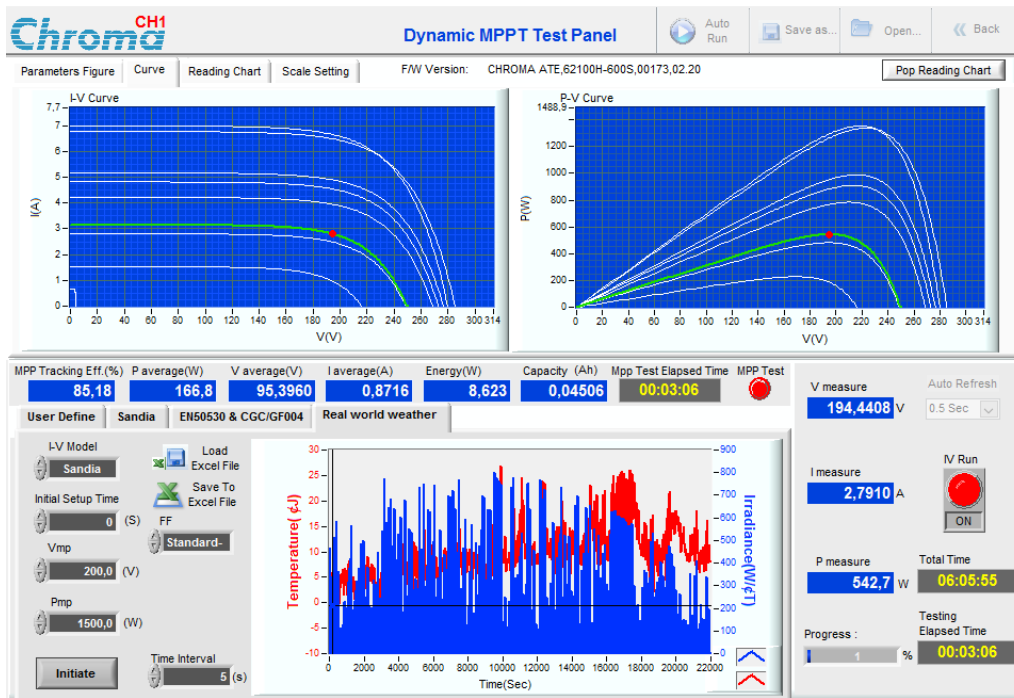 Chroma CH1
Dynamic MPPT Test Panel
Auto Run
Save as...
Open...
Back
Parameters Figure
Curve
Reading Chart
Scale Setting
F/W Version: CHROMA ATE,62100H-600S,00173,02.20
Pop Reading Chart
I-V Curve
7,7
7
6
5
4
3
2
1
0
I(A)
0 20 40 60 80 100 120 140 160 180 200 220 240 260 280 300 314
V(V)
P-V Curve
1488,9
1200
1000
800
600
400
200
0
P(W)
0 20 40 60 80 100 120 140 160 180 200 220 240 260 280 300 314
V(V)
MPP Tracking Eff.(%) P average(W) V average(V) I average(A) Energy(W) Capacity (Ah) Mpp Test Elapsed Time MPP Test
85,18 166,8 95,3960 0,8716 8,623 0,04506 00:03:06
User Define
Sandia
EN50530 & CGC/GF004
Real world weather
I-V Model
Sandia
Initial Setup Time
0 (S)
Vmp
200,0 (V)
Pmp
1500,0 (W)
Initiate
Load
Excel File
Save To
Excel File
FF
Standard-
Time Interval
5 (s)
Temperature( ¢J)
30
25
20
15
10
5
0
-5
-10
900
800
700
600
500
400
300
200
100
0
Irradiance(W/¢T)
0 2000 4000 6000 8000 10000 12000 14000 16000 18000 20000 22000
Time(Sec)
V measure
194,4408 V
Auto Refresh
0.5 Sec
I measure
2,7910 A
IV Run
ON
P measure
542,7 W
Total Time
06:05:55
Progress :
1 %
Testing
Elapsed Time
00:03:06